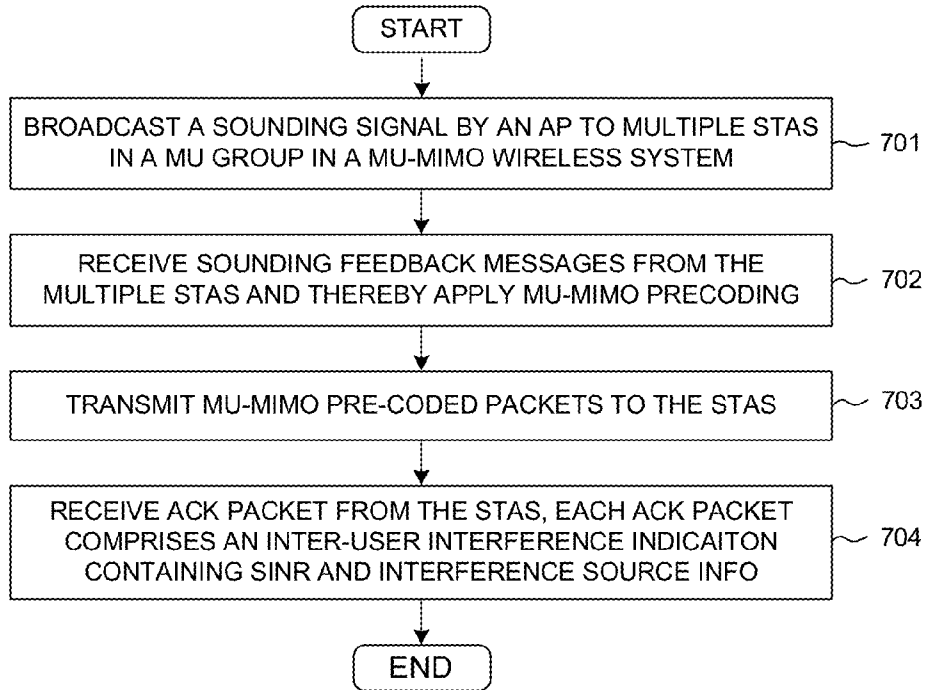 START
BROADCAST A SOUNDING SIGNAL BY AN AP TO MULTIPLE STAS
IN A MU GROUP IN A MU-MIMO WIRELESS SYSTEM
701
RECEIVE SOUNDING FEEDBACK MESSAGES FROM THE
MULTIPLE STAS AND THEREBY APPLY MU-MIMO PRECODING
702
TRANSMIT MU-MIMO PRE-CODED PACKETS TO THE STAS
703
RECEIVE ACK PACKET FROM THE STAS, EACH ACK PACKET
COMPRISES AN INTER-USER INTERFERENCE INDICAITON
CONTAINING SINR AND INTERFERENCE SOURCE INFO
704
END